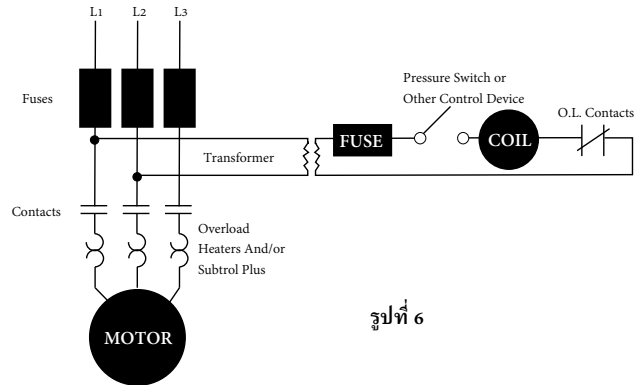 L1
L2
L3
Fuses
Pressure Switch or
Other Control Device
O.L. Contacts
FUSE
COIL
Transformer
Contacts
Overload
Heaters And/or
Subtrol Plus
MOTOR
รูปที่ 6